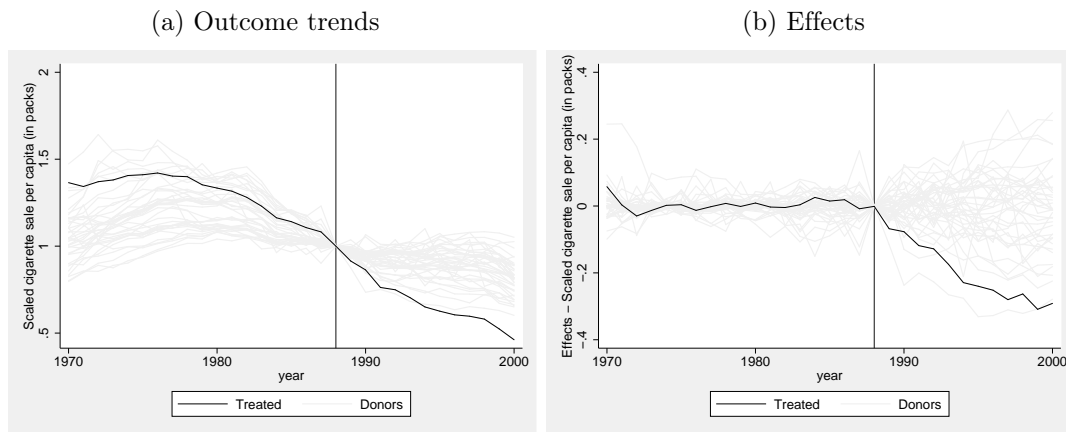 (a) Outcome trends
Scaled cigarette sale per capita (in packs)
2
1.5
1
.5
1970
1980
1990
2000
year
Treated
Donors
(b) Effects
Effects − Scaled cigarette sale per capita (in packs)
.4
.2
0
-.2
-.4
1970
1980
1990
2000
year
Treated
Donors